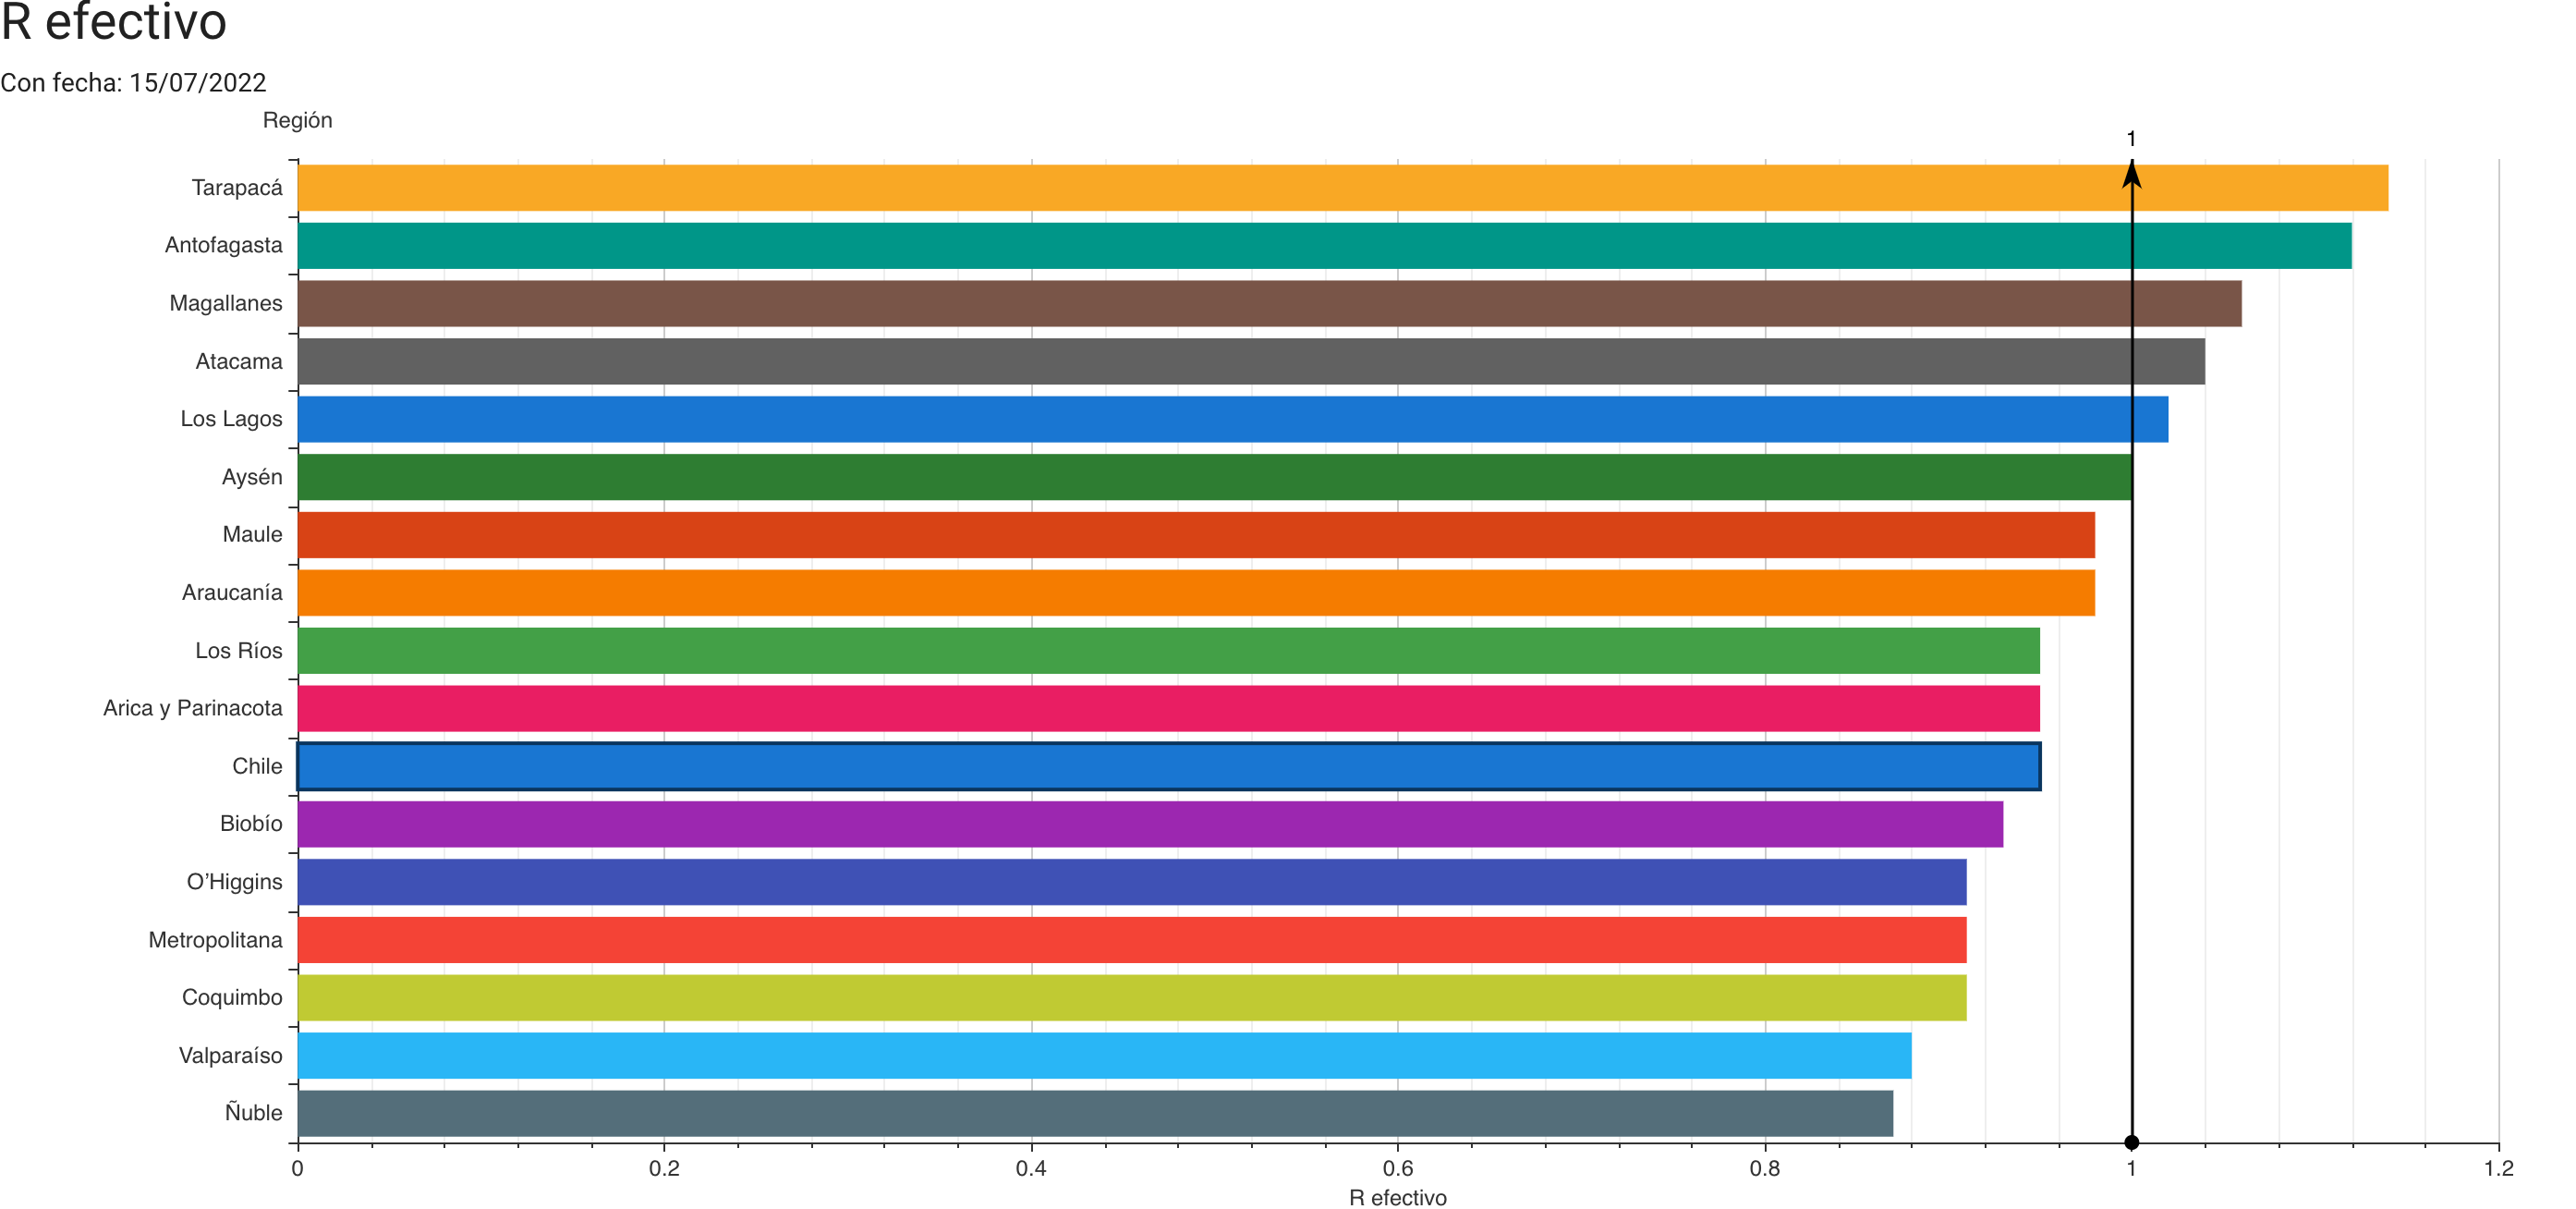 R efectivo
Con fecha: 15/07/2022
Región
1
Tarapacá
Antofagasta
Magallanes
Atacama
Los Lagos
Aysén
Maule
Araucanía
Los Ríos
Arica y Parinacota
Chile
Biobío
O’Higgins
Metropolitana
Coquimbo
Valparaíso
Ñuble
0 0.2 0.4 0.6 0.8 1 1.2
R efectivo